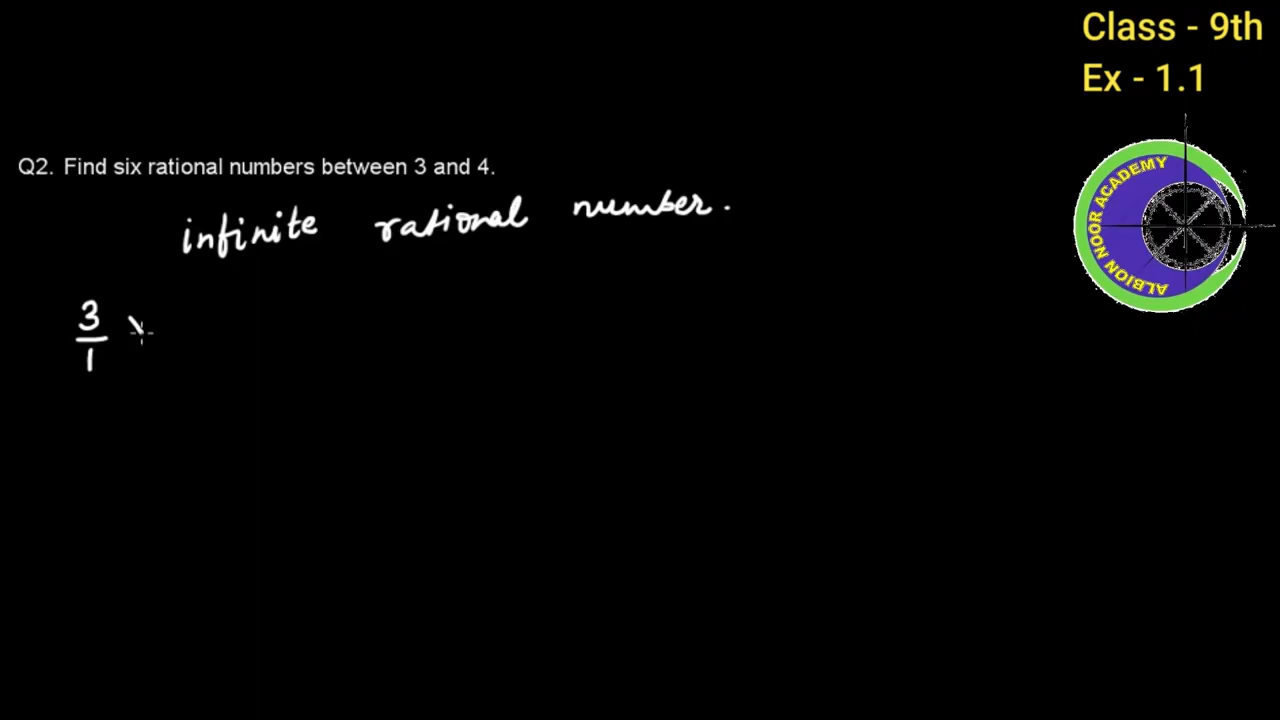 Class - 9th
Ex - 1.1
ALBION NOOR ACADEMY
Q2. Find six rational numbers between 3 and 4.
infinite rational number.
3
1